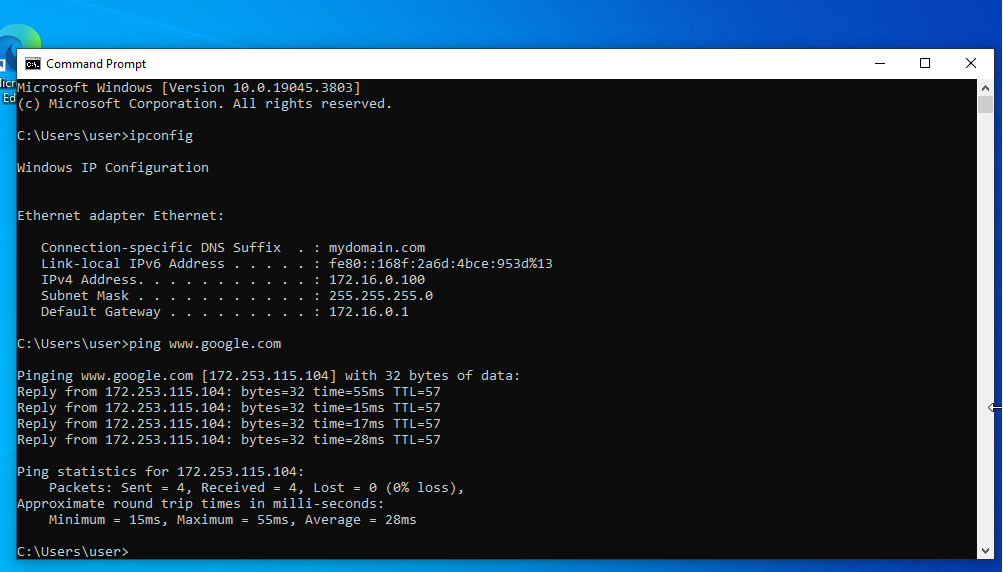 Command Prompt
Microsoft Windows [Version 10.0.19045.3803]
(c) Microsoft Corporation. All rights reserved.
C:\Users\user>ipconfig
Windows IP Configuration
Ethernet adapter Ethernet:
Connection-specific DNS Suffix  . : mydomain.com
Link-local IPv6 Address . . . . . : fe80::168f:2a6d:4bce:953d%13
IPv4 Address. . . . . . . . . . . : 172.16.0.100
Subnet Mask . . . . . . . . . . . : 255.255.255.0
Default Gateway . . . . . . . . . : 172.16.0.1
C:\Users\user>ping www.google.com
Pinging www.google.com [172.253.115.104] with 32 bytes of data:
Reply from 172.253.115.104: bytes=32 time=55ms TTL=57
Reply from 172.253.115.104: bytes=32 time=15ms TTL=57
Reply from 172.253.115.104: bytes=32 time=17ms TTL=57
Reply from 172.253.115.104: bytes=32 time=28ms TTL=57
Ping statistics for 172.253.115.104:
Packets: Sent = 4, Received = 4, Lost = 0 (0% loss),
Approximate round trip times in milli-seconds:
Minimum = 15ms, Maximum = 55ms, Average = 28ms
C:\Users\user>